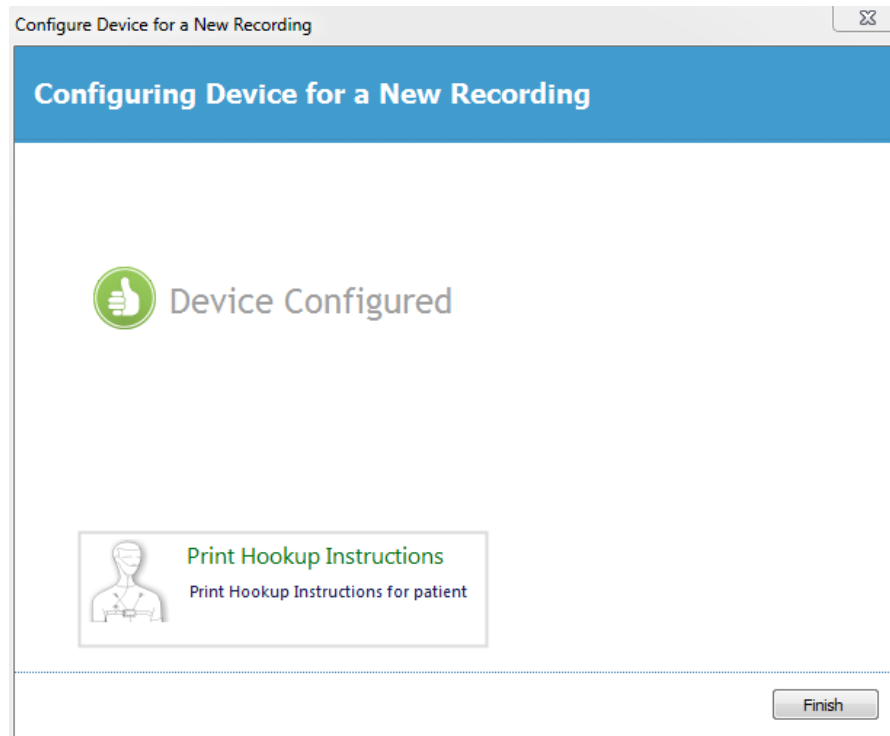 Configure Device for a New Recording
Configuring Device for a New Recording
Device Configured
Print Hookup Instructions
Print Hookup Instructions for patient
Finish